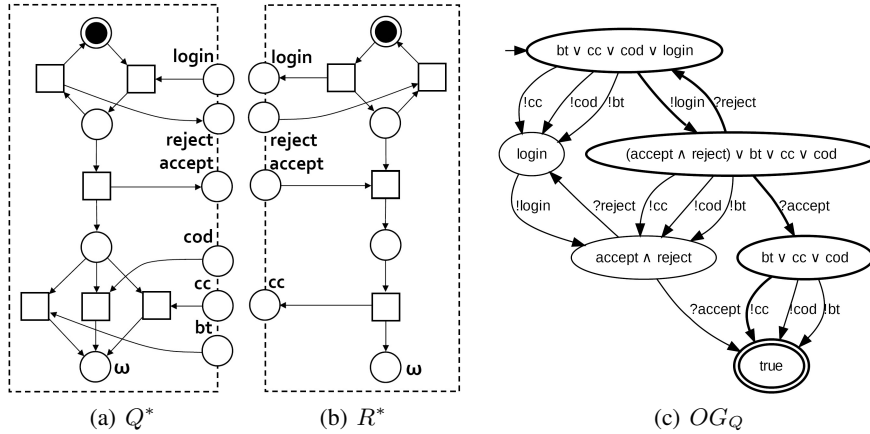 login
reject
accept
cod
cc
bt
ω
(a) Q*
login
reject
accept
cc
ω
(b) R*
bt ∨ cc ∨ cod ∨ login
!cc
!cod
!bt
!login
?reject
login
(accept ∧ reject) ∨ bt ∨ cc ∨ cod
!login
?reject
!cc
!cod
!bt
?accept
accept ∧ reject
bt ∨ cc ∨ cod
?accept
!cc
!cod
!bt
true
(c) OG_Q